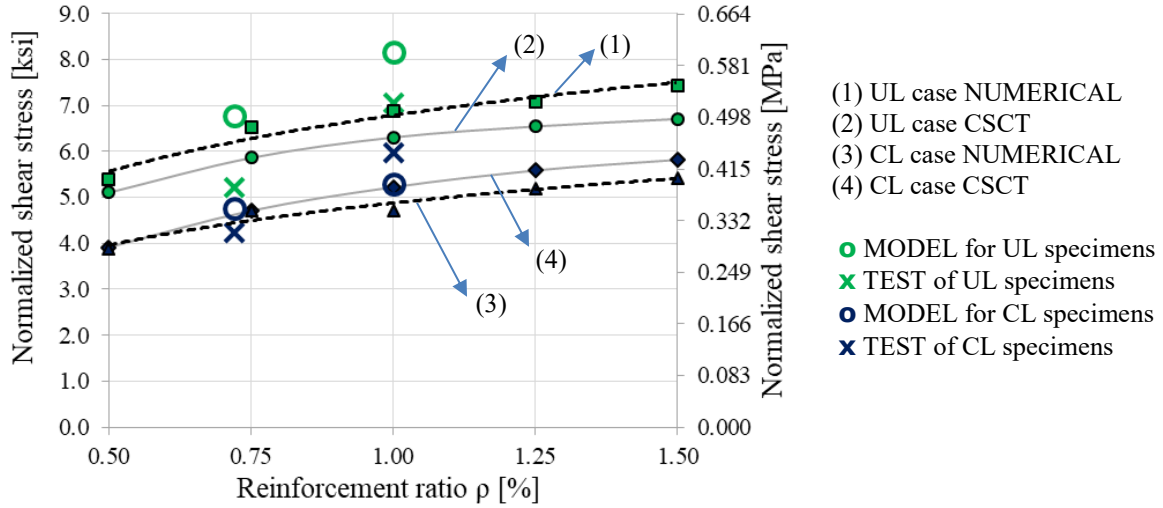 Normalized shear stress [ksi]
9.0
8.0
7.0
6.0
5.0
4.0
3.0
2.0
1.0
0.0
(2)
(1)
(4)
(3)
0.664
0.581
0.498
0.415
0.332
0.249
0.166
0.083
0.000
Normalized shear stress [MPa]
0.50 0.75 1.00 1.25 1.50
Reinforcement ratio ρ [%]
(1) UL case NUMERICAL
(2) UL case CSCT
(3) CL case NUMERICAL
(4) CL case CSCT
MODEL for UL specimens
TEST of UL specimens
MODEL for CL specimens
TEST of CL specimens